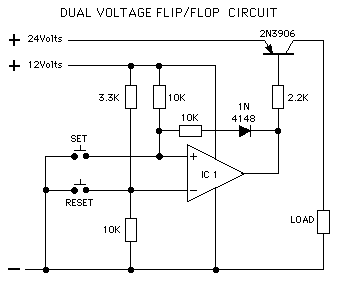 DUAL VOLTAGE FLIP/FLOP CIRCUIT
+ 24Volts
2N3906
+ 12Volts
3.3K
10K
10K
1N
4148
2.2K
SET
+
IC 1
−
RESET
10K
LOAD
−